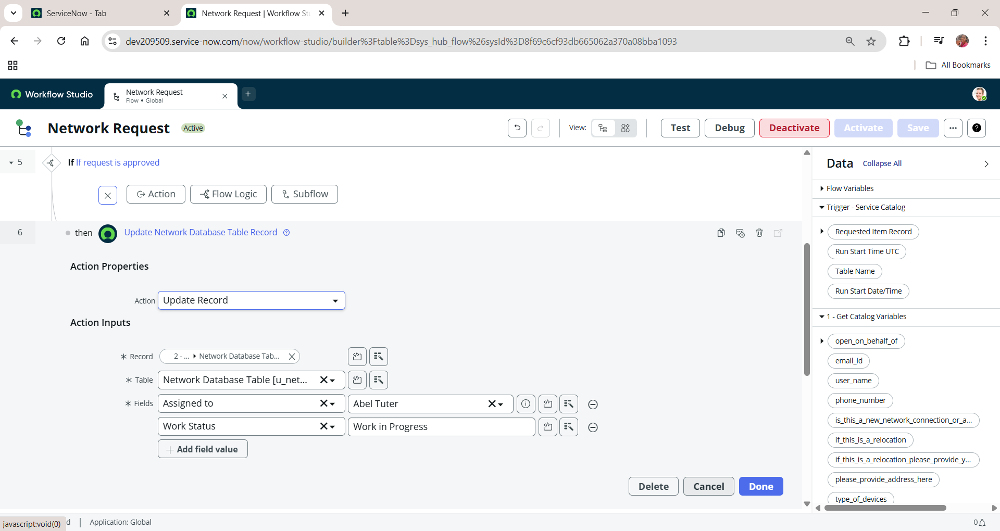 ServiceNow - Tab
Network Request | Workflow St
dev209509.service-now.com/now/workflow-studio/builder%3Ftable%3Dsys_hub_flow%26sysId%3D8f69c6cf93db665062a370a08bba1093
All Bookmarks
Workflow Studio
Network Request
Flow • Global
Network Request Active
View:
Test
Debug
Deactivate
Activate
Save
5
If If request is approved
Action
Flow Logic
Subflow
6
then
Update Network Database Table Record
Action Properties
Action
Update Record
Action Inputs
* Record
2 - ... Network Database Tab...
* Table
Network Database Table [u_net...
* Fields
Assigned to
Abel Tuter
Work Status
Work in Progress
+ Add field value
Delete
Cancel
Done
Data
Collapse All
Flow Variables
Trigger - Service Catalog
Requested Item Record
Run Start Time UTC
Table Name
Run Start Date/Time
1 - Get Catalog Variables
open_on_behalf_of
email_id
user_name
phone_number
is_this_a_new_network_connection_or_a...
if_this_is_a_relocation
if_this_is_a_relocation_please_provide_y...
please_provide_address_here
type_of_devices
javascript:void(0)
d
Application: Global
0